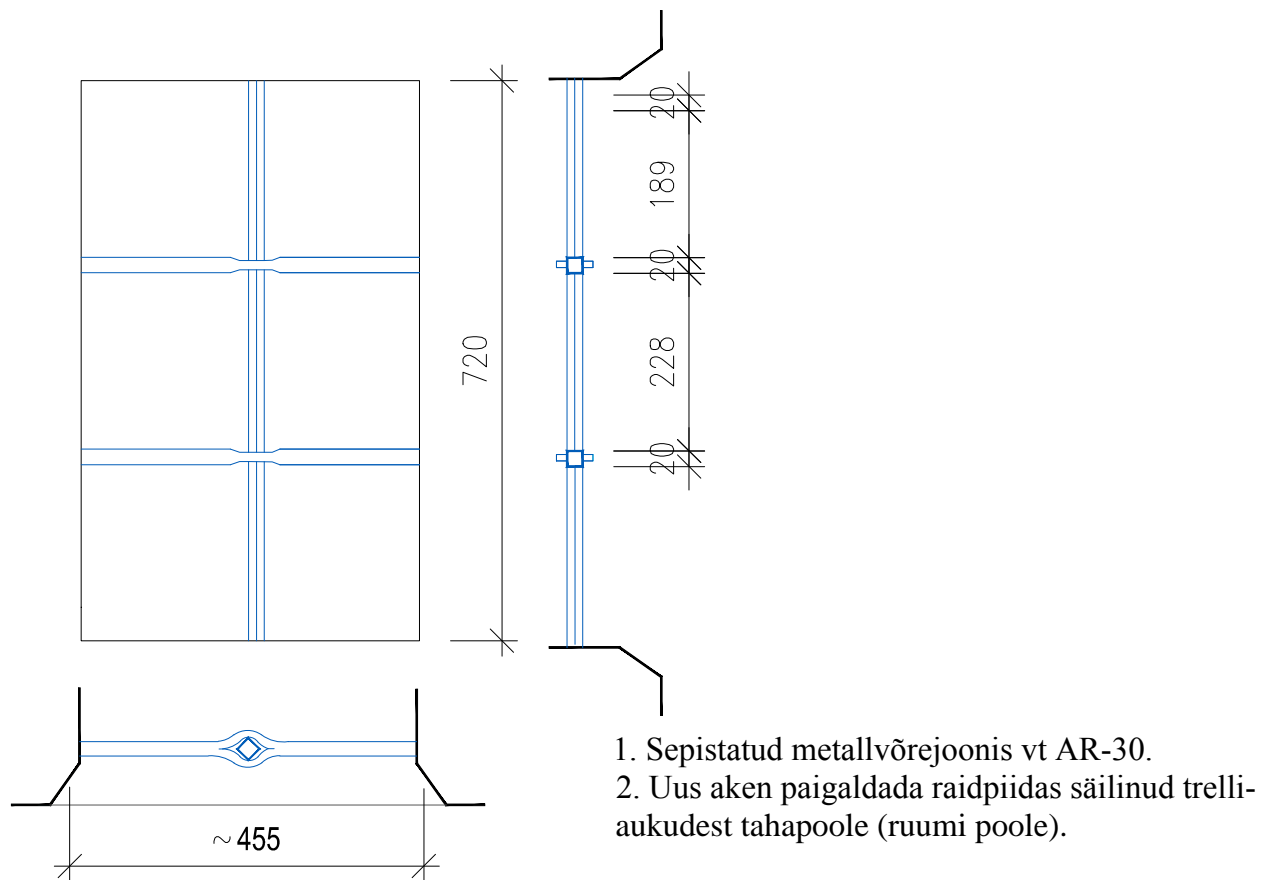 20
189
20
228
20
720
~455
1. Sepistatud metallvõrejoonis vt AR-30.
2. Uus aken paigaldada raidpiidas säilinud trelli-
aukudest tahapoole (ruumi poole).